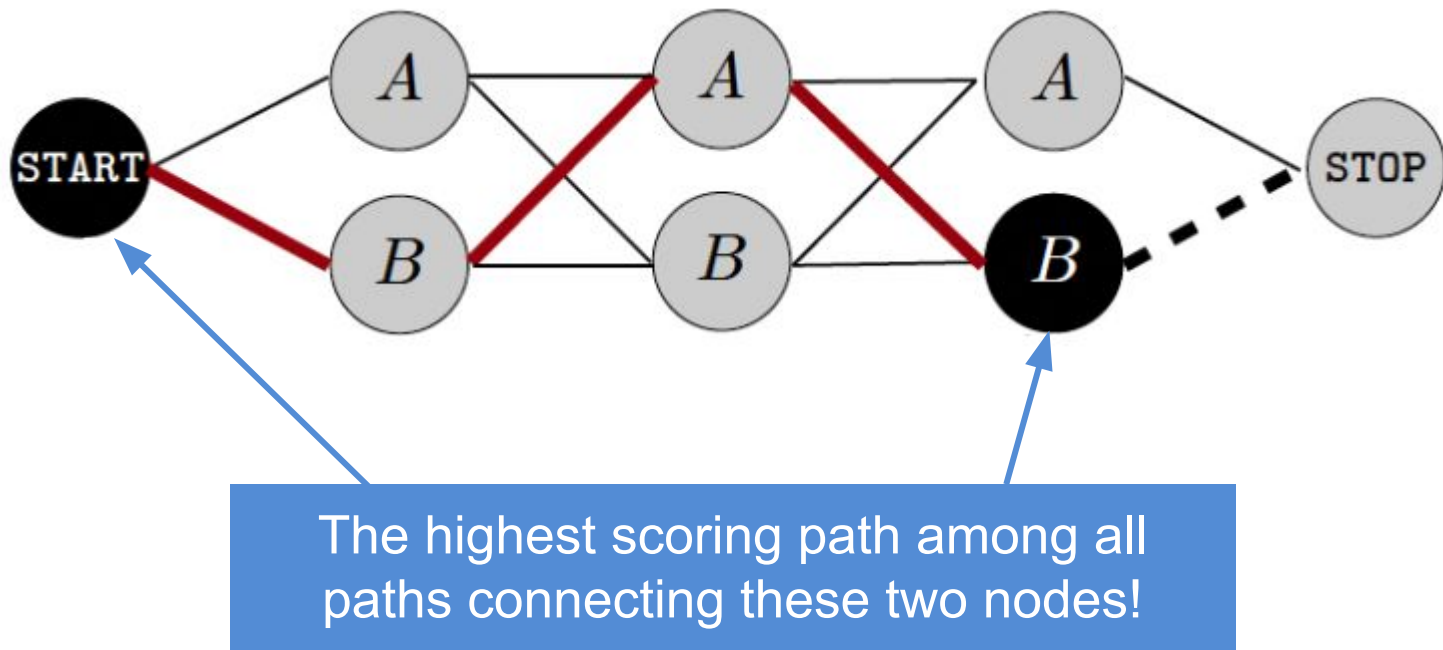 A A A
START STOP
B B B
The highest scoring path among all
paths connecting these two nodes!